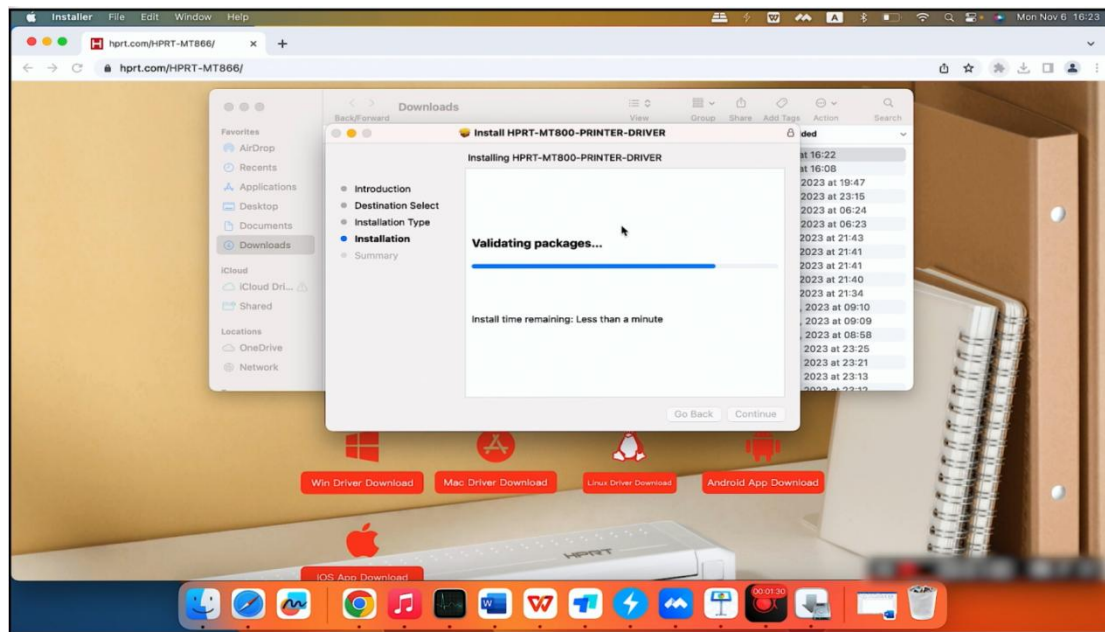 Installer File Edit Window Help
A
Mon Nov 6 16:23
hprt.com/HPRT-MT866/
hprt.com/HPRT-MT866/
Downloads
Back/Forward
View Group Share Add Tags Action Search
Favorites
AirDrop
Recents
Applications
Desktop
Documents
Downloads
iCloud
iCloud Dri...
Shared
Locations
OneDrive
Network
Install HPRT-MT800-PRINTER-DRIVER
Installing HPRT-MT800-PRINTER-DRIVER
Introduction
Destination Select
Installation Type
Installation
Summary
Validating packages...
Install time remaining: Less than a minute
Go Back Continue
ded
at 16:22
at 16:08
2023 at 19:47
2023 at 23:15
2023 at 06:24
2023 at 06:23
2023 at 21:43
2023 at 21:41
2023 at 21:41
2023 at 21:40
2023 at 21:34
, 2023 at 09:10
, 2023 at 09:09
, 2023 at 08:58
2023 at 23:25
2023 at 23:21
2023 at 23:13
2023 at 23:12
Win Driver Download
Mac Driver Download
Linux Driver Download
Android App Download
IOS App Download
HPRT
00:01:30